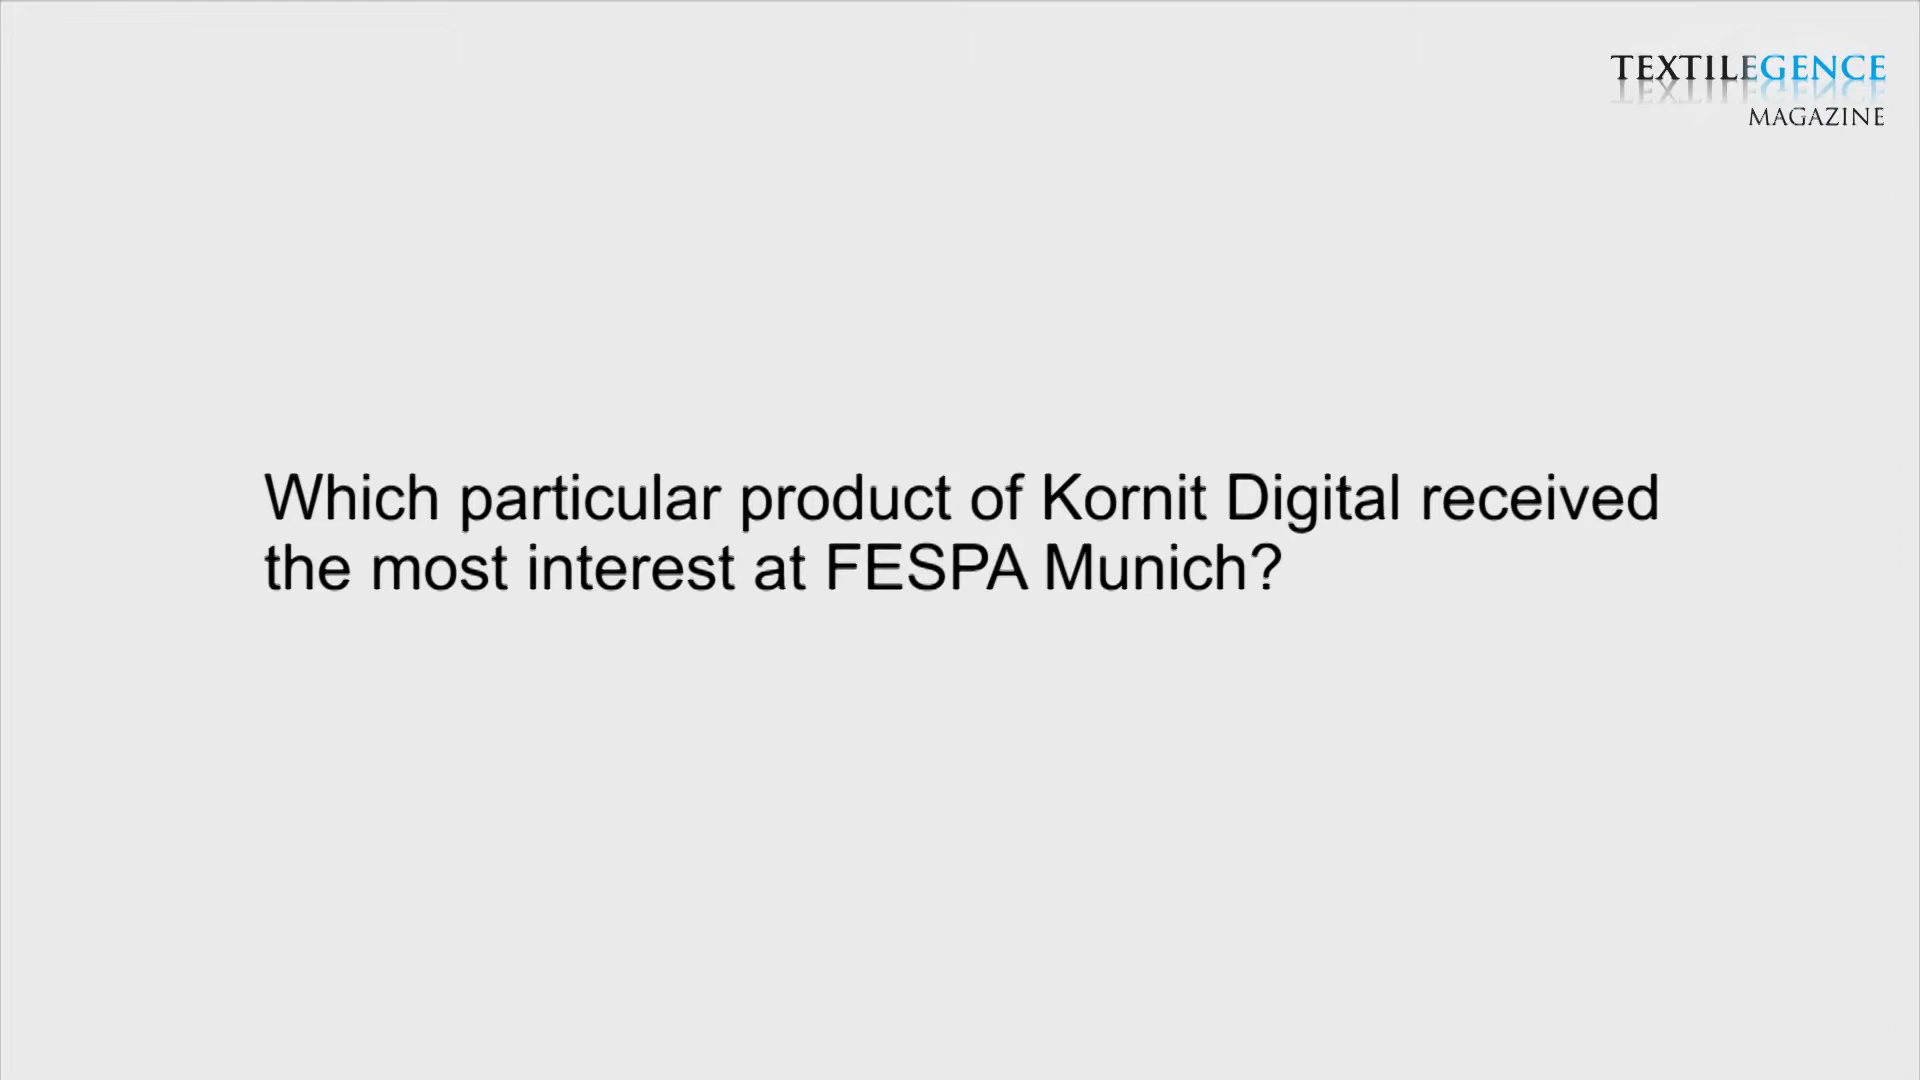 TEXTILEGENCE
MAGAZINE
Which particular product of Kornit Digital received
the most interest at FESPA Munich?